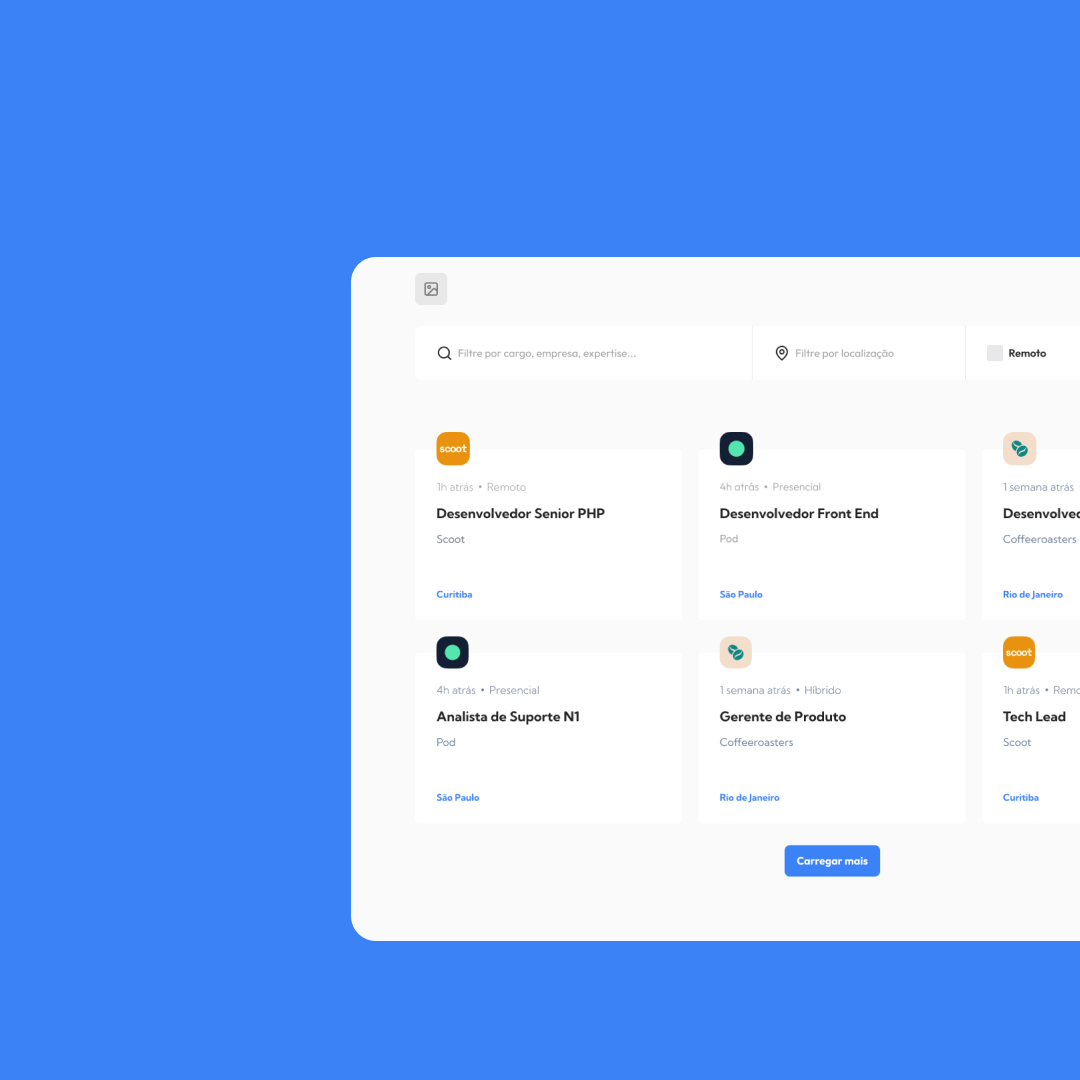 Filtre por cargo, empresa, expertise...
Filtre por localização
Remoto
scoot
1h atrás • Remoto
Desenvolvedor Senior PHP
Scoot
Curitiba
4h atrás • Presencial
Desenvolvedor Front End
Pod
São Paulo
1 semana atrás
Desenvolved
Coffeeroasters
Rio de Janeiro
4h atrás • Presencial
Analista de Suporte N1
Pod
São Paulo
1 semana atrás • Híbrido
Gerente de Produto
Coffeeroasters
Rio de Janeiro
scoot
1h atrás • Remo
Tech Lead
Scoot
Curitiba
Carregar mais